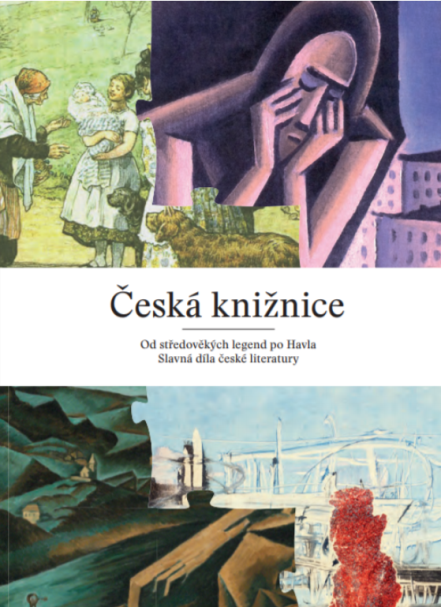 Česká knižnice
Od středověkých legend po Havla
Slavná díla české literatury